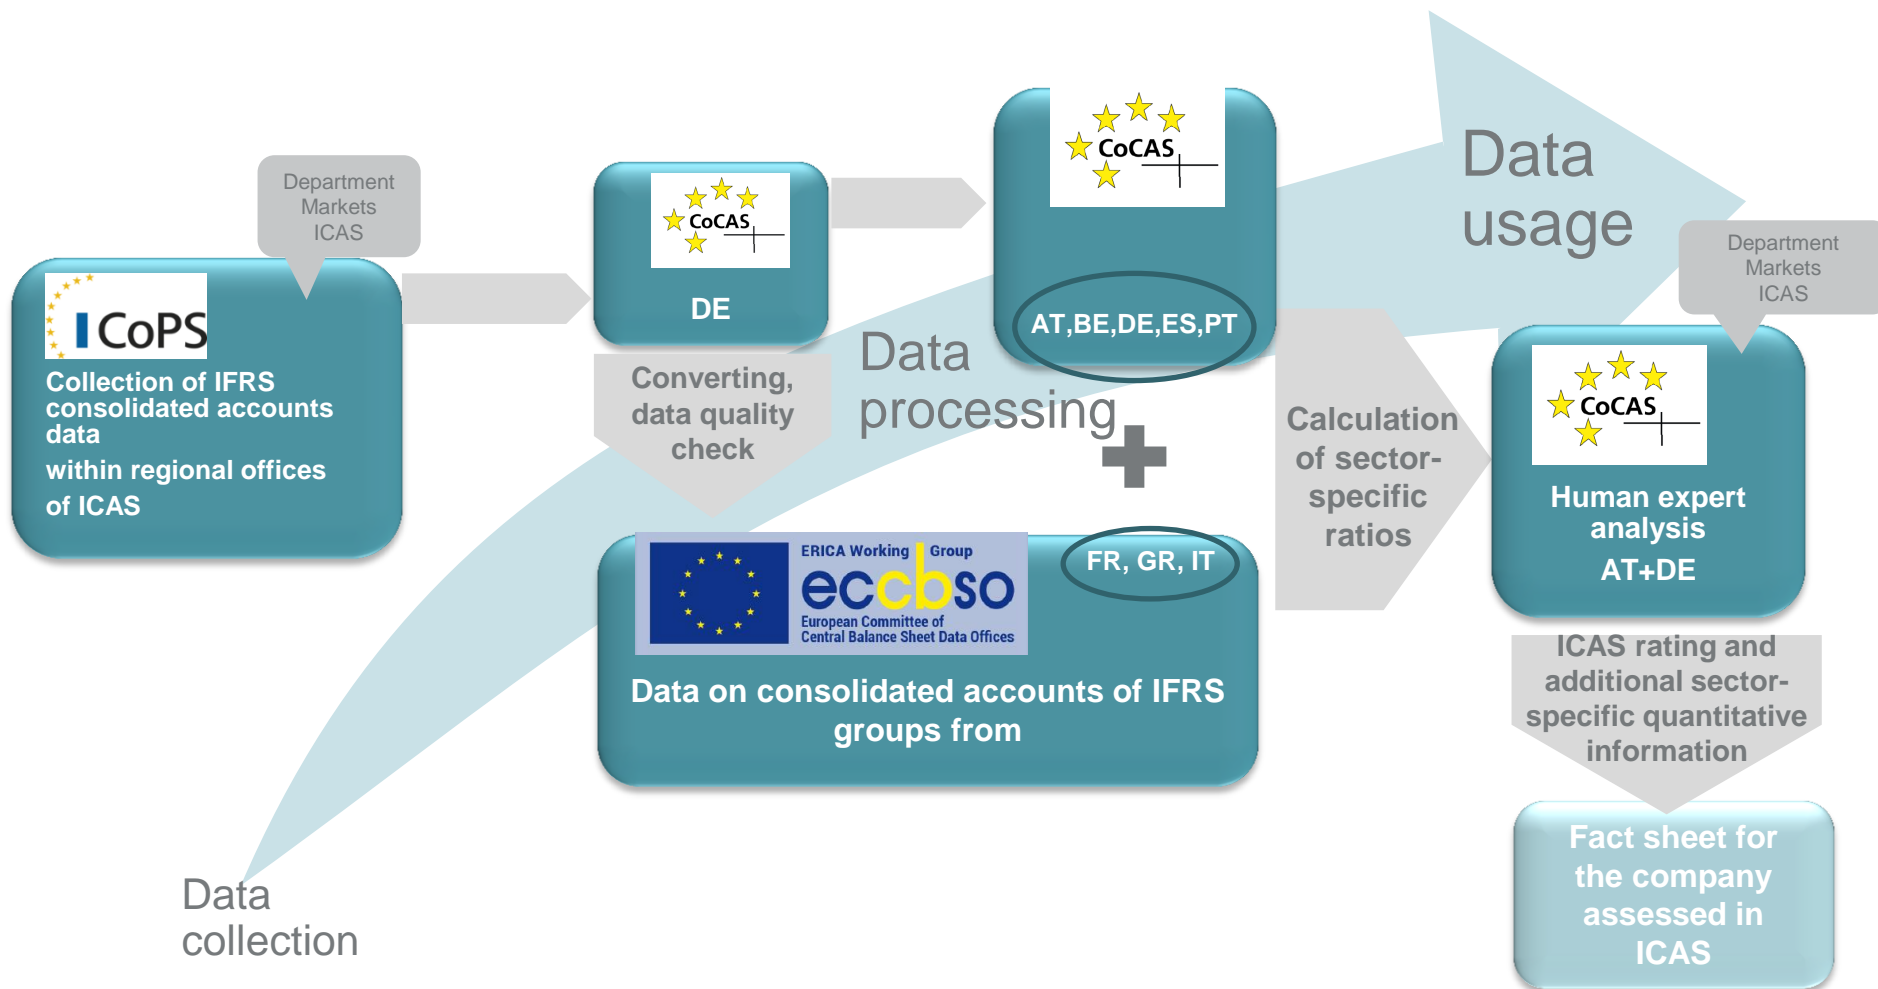 Department
Markets
ICAS
I CoPS
Collection of IFRS
consolidated accounts
data
within regional offices
of ICAS
CoCAS
DE
Converting,
data quality
check
CoCAS
AT,BE,DE,ES,PT
Data
processing
ERICA Working Group
eccbso
European Committee of
Central Balance Sheet Data Offices
FR, GR, IT
Data on consolidated accounts of IFRS
groups from
Calculation
of sector-
specific
ratios
Data
usage
Department
Markets
ICAS
CoCAS
Human expert
analysis
AT+DE
ICAS rating and
additional sector-
specific quantitative
information
Fact sheet for
the company
assessed in
ICAS
Data
collection